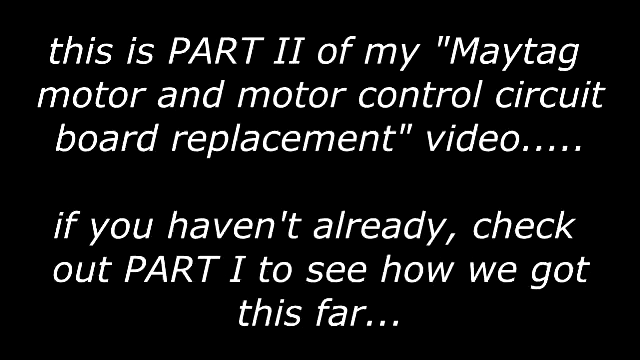 this is PART II of my "Maytag
motor and motor control circuit
board replacement" video.....
if you haven't already, check
out PART I to see how we got
this far...